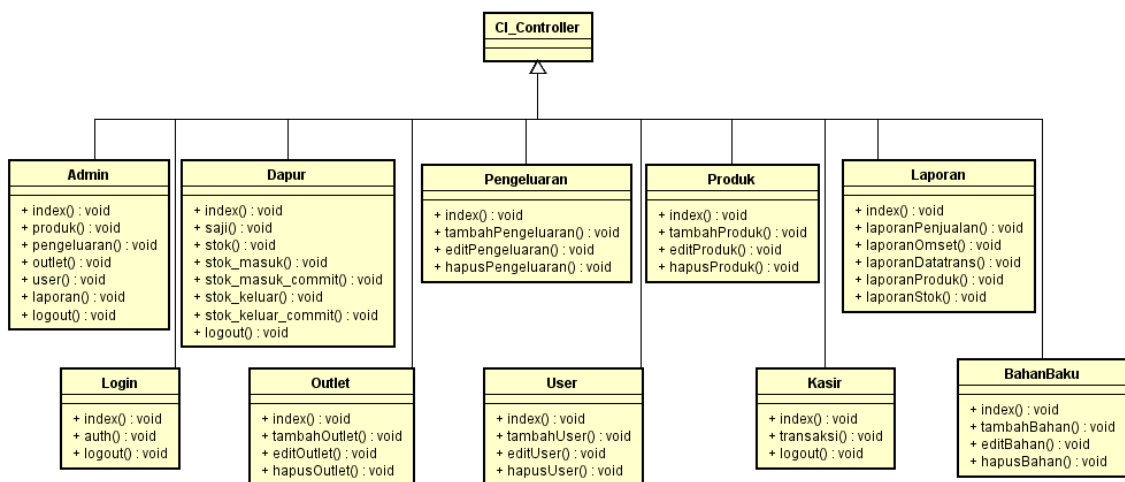 CI_Controller
Admin
+ index() : void
+ produk() : void
+ pengeluaran() : void
+ outlet() : void
+ user() : void
+ laporan() : void
+ logout() : void
Dapur
+ index() : void
+ saji() : void
+ stok() : void
+ stok_masuk() : void
+ stok_masuk_commit() : void
+ stok_keluar() : void
+ stok_keluar_commit() : void
+ logout() : void
Pengeluaran
+ index() : void
+ tambahPengeluaran() : void
+ editPengeluaran() : void
+ hapusPengeluaran() : void
Produk
+ index() : void
+ tambahProduk() : void
+ editProduk() : void
+ hapusProduk() : void
Laporan
+ index() : void
+ laporanPenjualan() : void
+ laporanOmset() : void
+ laporanDatatrans() : void
+ laporanProduk() : void
+ laporanStok() : void
Login
+ index() : void
+ auth() : void
+ logout() : void
Outlet
+ index() : void
+ tambahOutlet() : void
+ editOutlet() : void
+ hapusOutlet() : void
User
+ index() : void
+ tambahUser() : void
+ editUser() : void
+ hapusUser() : void
Kasir
+ index() : void
+ transaksi() : void
+ logout() : void
BahanBaku
+ index() : void
+ tambahBahan() : void
+ editBahan() : void
+ hapusBahan() : void